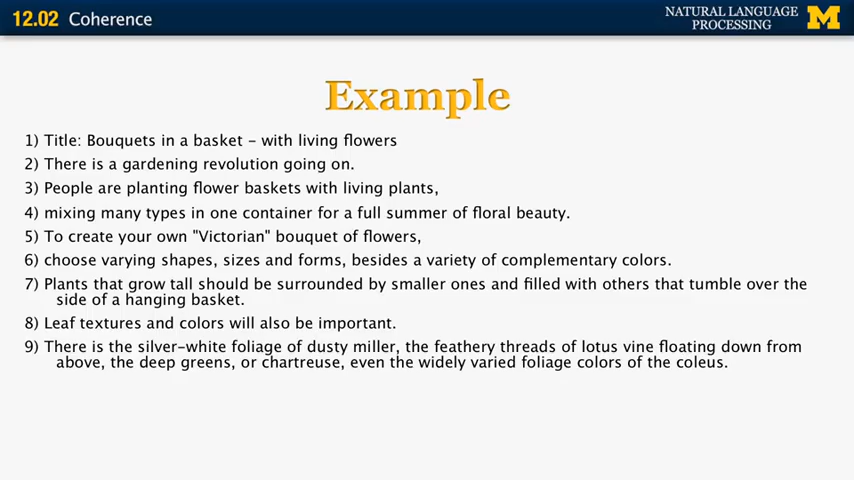 12.02 Coherence
NATURAL LANGUAGE
PROCESSING
M
Example
1) Title: Bouquets in a basket - with living flowers
2) There is a gardening revolution going on.
3) People are planting flower baskets with living plants,
4) mixing many types in one container for a full summer of floral beauty.
5) To create your own "Victorian" bouquet of flowers,
6) choose varying shapes, sizes and forms, besides a variety of complementary colors.
7) Plants that grow tall should be surrounded by smaller ones and filled with others that tumble over the
side of a hanging basket.
8) Leaf textures and colors will also be important.
9) There is the silver-white foliage of dusty miller, the feathery threads of lotus vine floating down from
above, the deep greens, or chartreuse, even the widely varied foliage colors of the coleus.